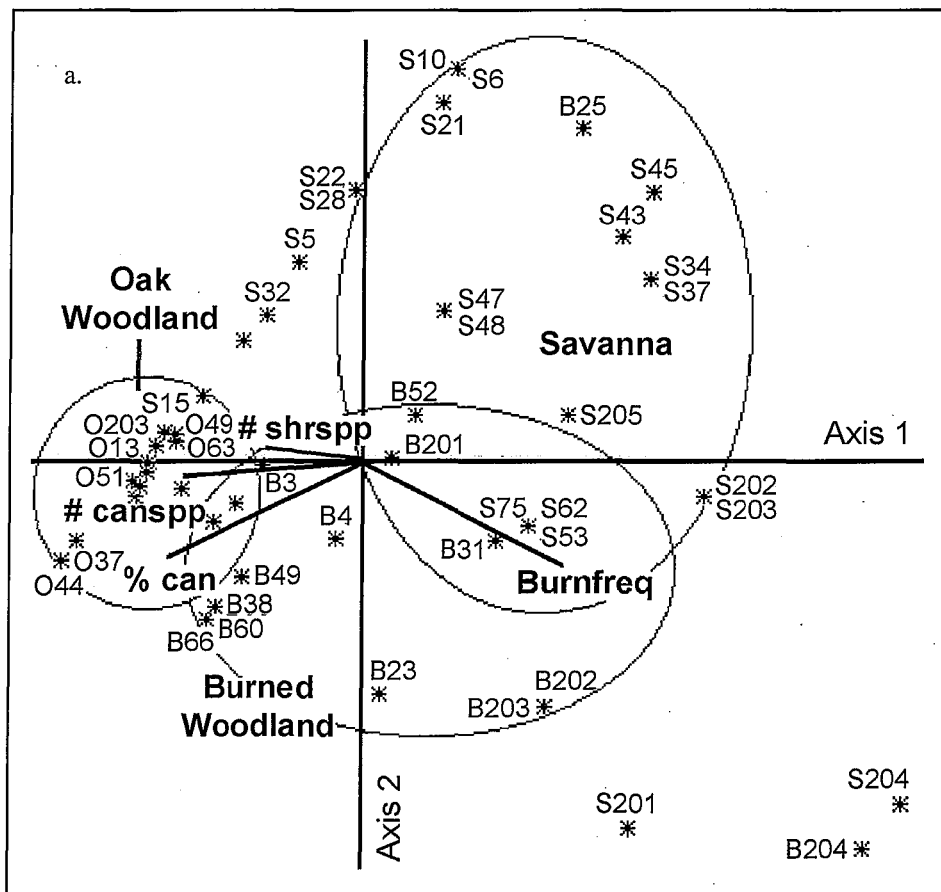 a.
S10
S6
S21
B25
S22
S28
S45
S43
S5
S34
S37
Oak
Woodland
S32
S47
S48
Savanna
S15
B52
S205
O203
O49
# shrspp
O13
O63
B201
Axis 1
O51
B3
S202
S203
# canspp
B4
S75
S62
S53
B31
O37
O44
% can
B49
Burnfreq
B38
B66
B60
Burned
Woodland
B23
B202
B203
Axis 2
S201
S204
B204